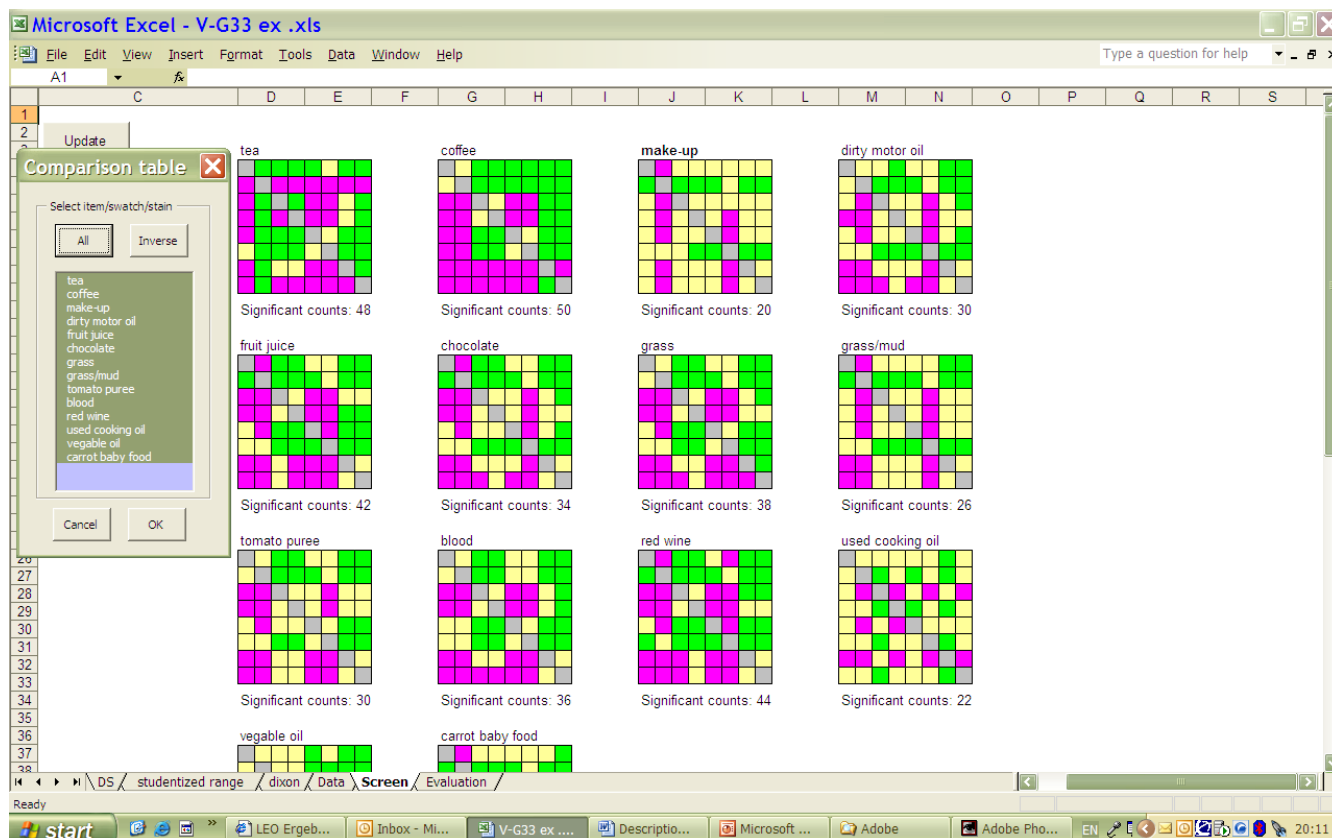 Microsoft Excel - V-G33 ex .xls
File Edit View Insert Format Tools Data Window Help
Type a question for help
A1 fx
C D E F G H I J K L M N O P Q R S
1
2
Update
Comparison table
Select item/swatch/stain
All Inverse
tea
coffee
make-up
dirty motor oil
fruit juice
chocolate
grass
grass/mud
tomato puree
blood
red wine
used cooking oil
vegable oil
carrot baby food
Cancel OK
tea coffee make-up dirty motor oil
Significant counts: 48 Significant counts: 50 Significant counts: 20 Significant counts: 30
fruit juice chocolate grass grass/mud
Significant counts: 42 Significant counts: 34 Significant counts: 38 Significant counts: 26
tomato puree blood red wine used cooking oil
26
27
28
29
30
31
32
33
34 Significant counts: 30 Significant counts: 36 Significant counts: 44 Significant counts: 22
35
36 vegable oil carrot baby food
37
38
DS studentized range dixon Data Screen Evaluation
Ready
start » LEO Ergeb... Inbox - Mi... V-G33 ex .... Descriptio... Microsoft ... Adobe Adobe Pho... EN 20:11